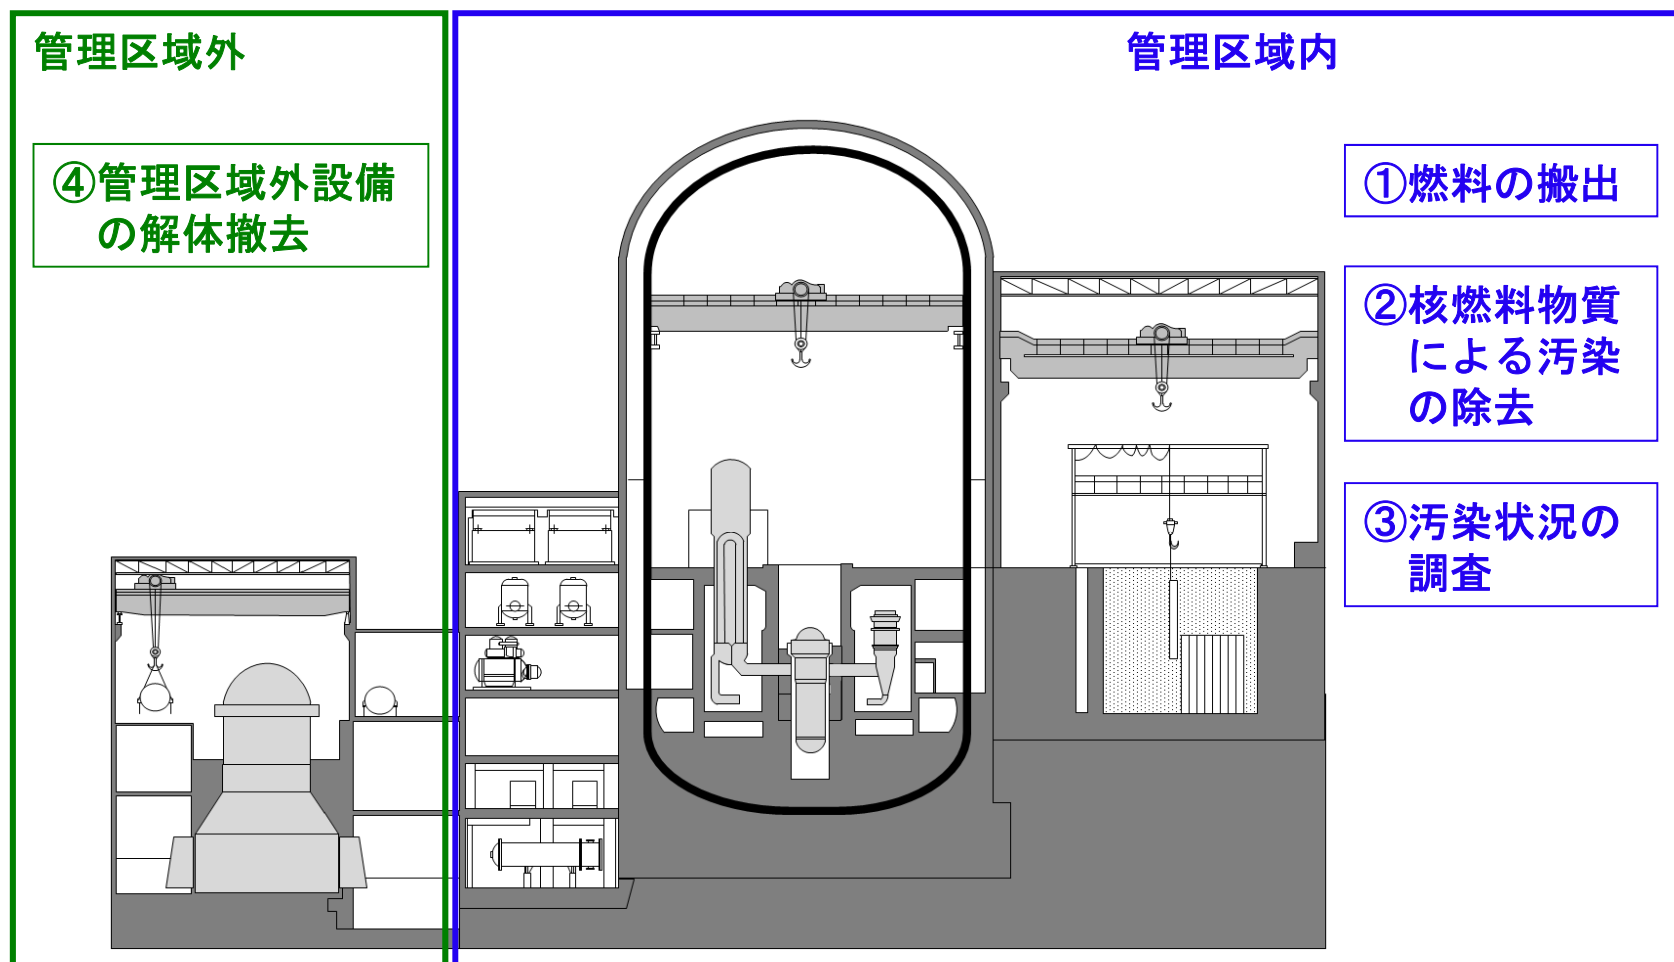 管理区域外
④管理区域外設備
の解体撤去
管理区域内
①燃料の搬出
②核燃料物質
による汚染
の除去
③汚染状況の
調査